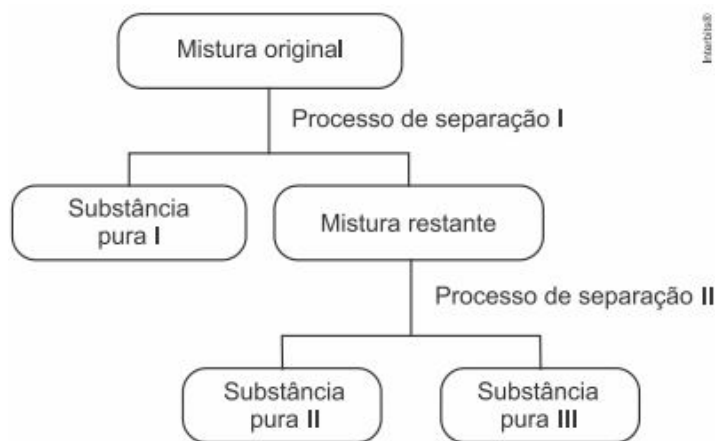 Mistura original
Interbits®
Processo de separação I
Substância
pura I
Mistura restante
Processo de separação II
Substância
pura II
Substância
pura III